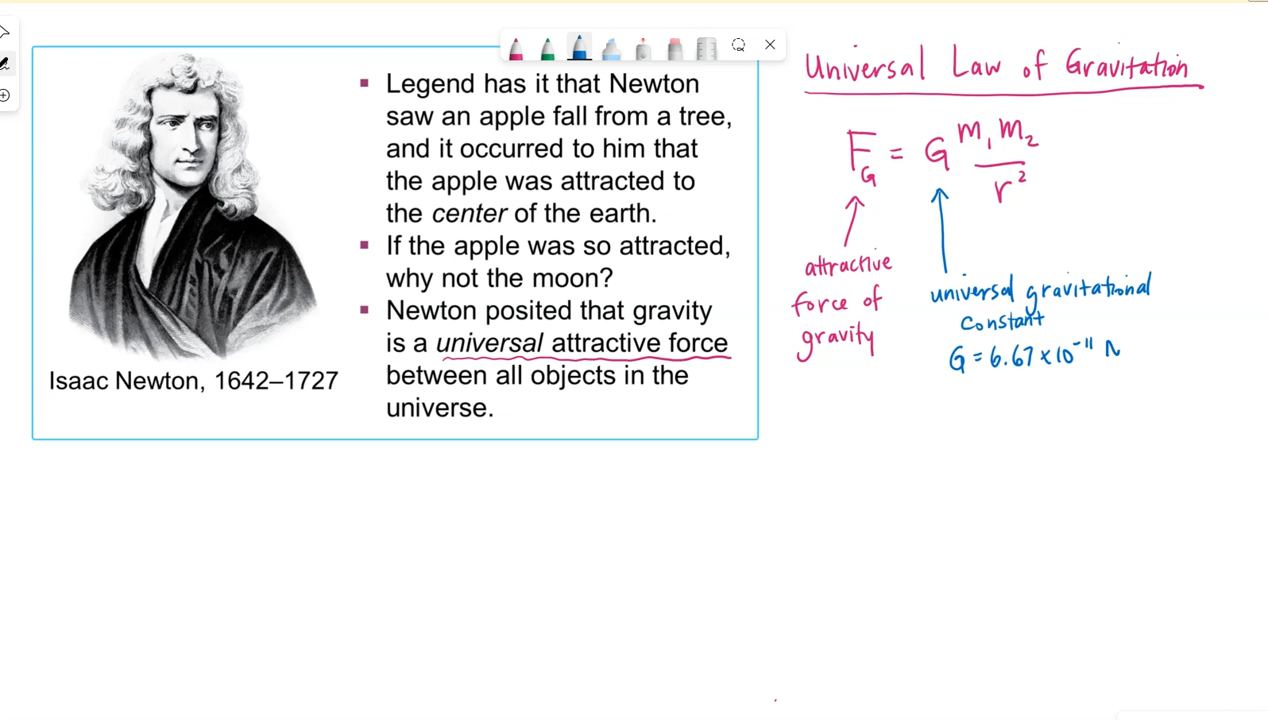 Legend has it that Newton
saw an apple fall from a tree,
and it occurred to him that
the apple was attracted to
the center of the earth.
If the apple was so attracted,
why not the moon?
Newton posited that gravity
is a universal attractive force
between all objects in the
universe.
Isaac Newton, 1642–1727
Universal Law of Gravitation
F_G = G m₁ m₂ / r²
attractive
force of
gravity
universal gravitational
constant
G = 6.67 × 10⁻¹¹ N